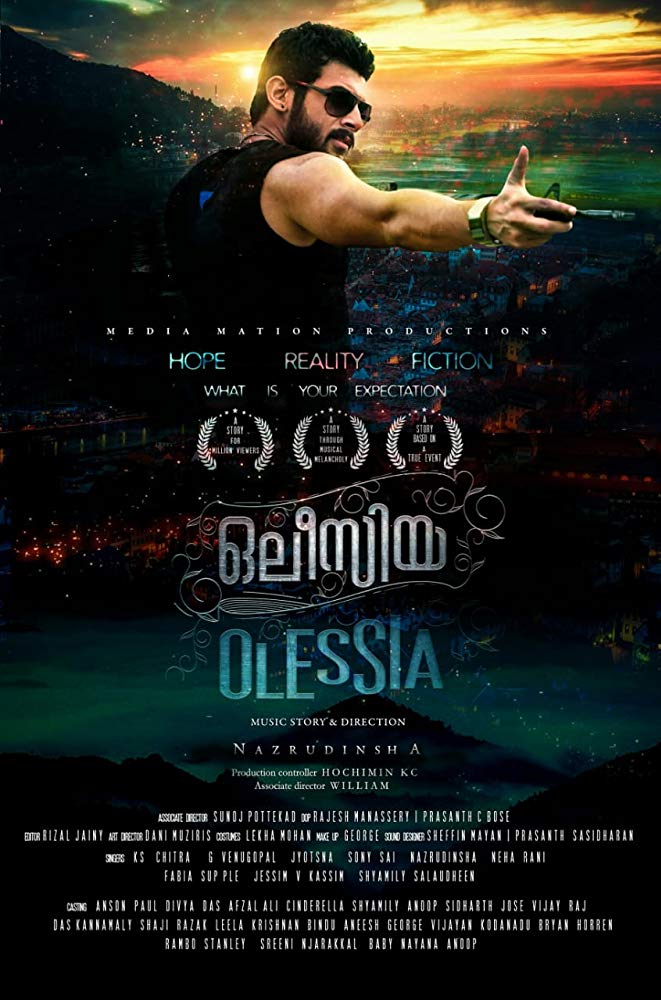 MEDIA MATION PRODUCTIONS
HOPE REALITY FICTION
WHAT IS YOUR EXPECTATION
A STORY FOR MILLION VIEWERS
A STORY THROUGH MUSICAL MELANCHOLY
A STORY BASED ON A TRUE EVENT
ഒലീസിയ
OLESSIA
MUSIC STORY & DIRECTION
NAZRUDINSHA
Production controller HOCHIMIN KC
Associate director WILLIAM
ASSOCIATE DIRECTOR SUNOJ POTTEKAD DOP RAJESH MANASSERY | PRASANTH C BOSE
EDITOR RIZAL JAINY ART DIRECTOR DANI MUZIRIS COSTUMES LEKHA MOHAN MAKE UP GEORGE SOUND DESIGNER SHEFFIN MAYAN | PRASANTH SASIDHARAN
SINGERS KS CHITRA G VENUGOPAL JYOTSNA SONY SAI NAZRUDINSHA NEHA RANI
FABIA SUPPLE JESSIM V KASSIM SHYAMILY SALAUDHEEN
CASTING ANSON PAUL DIVYA DAS AFZAL ALI CINDERELLA SHYAMILY ANOOP SIDHARTH JOSE VIJAY RAJ
DAS KANNAMALY SHAJI RAZAK LEELA KRISHNAN BINDU ANEESH GEORGE VIJAYAN KODANADU BRYAN HORREN
RAMBO STANLEY SREENI NJARAKKAL BABY NAYANA ANOOP